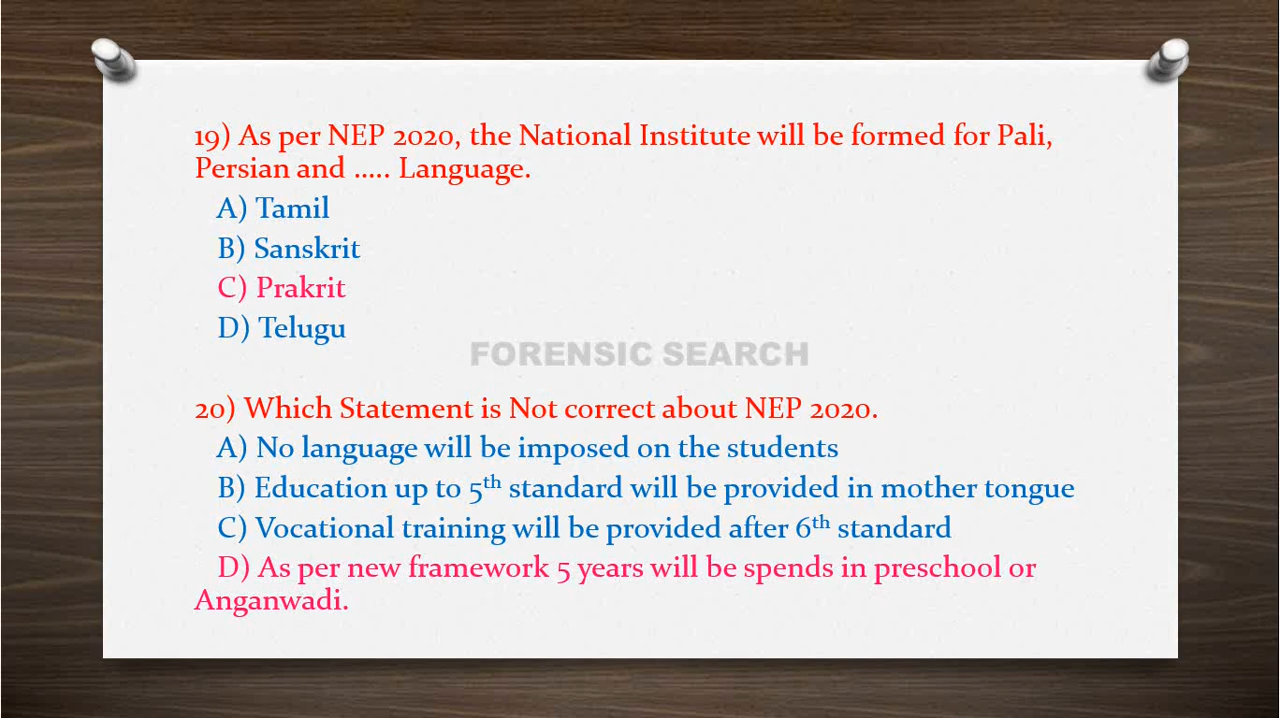 19) As per NEP 2020, the National Institute will be formed for Pali,
Persian and ..... Language.
A) Tamil
B) Sanskrit
C) Prakrit
D) Telugu
FORENSIC SEARCH
20) Which Statement is Not correct about NEP 2020.
A) No language will be imposed on the students
B) Education up to 5th standard will be provided in mother tongue
C) Vocational training will be provided after 6th standard
D) As per new framework 5 years will be spends in preschool or
Anganwadi.